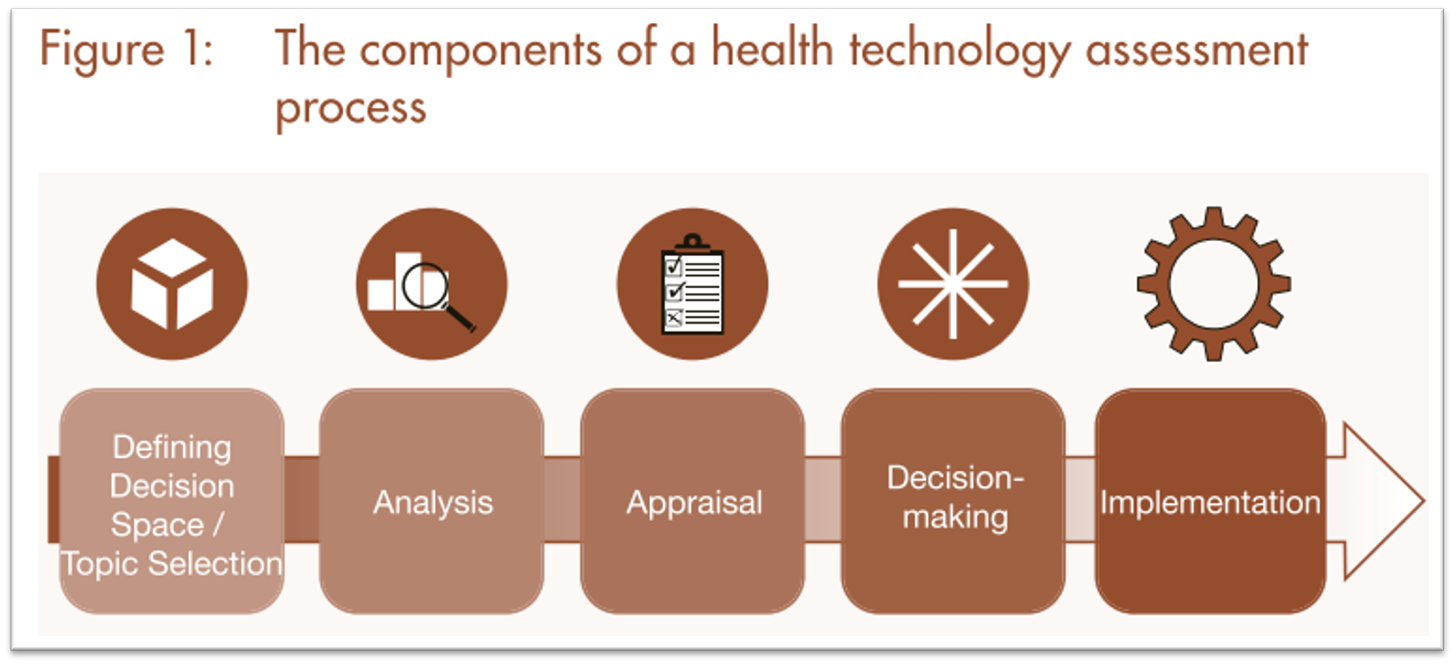 Figure 1: The components of a health technology assessment
process
Defining
Decision
Space /
Topic Selection
Analysis
Appraisal
Decision-
making
Implementation